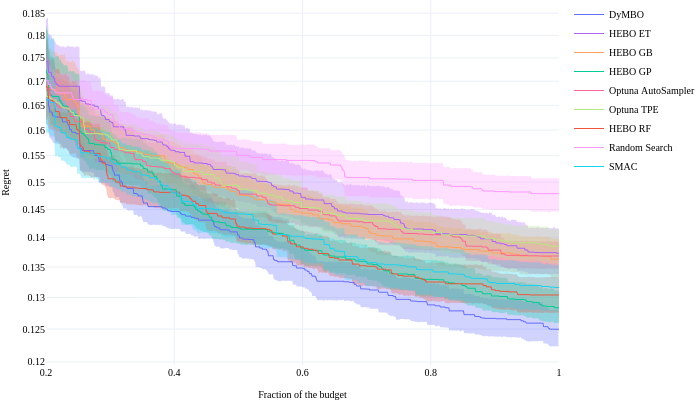 0.185
0.18
0.175
0.17
0.165
0.16
0.155
0.15
0.145
0.14
0.135
0.13
0.125
0.12
Regret
0.2 0.4 0.6 0.8 1
Fraction of the budget
DyMBO
HEBO ET
HEBO GB
HEBO GP
Optuna AutoSampler
Optuna TPE
HEBO RF
Random Search
SMAC